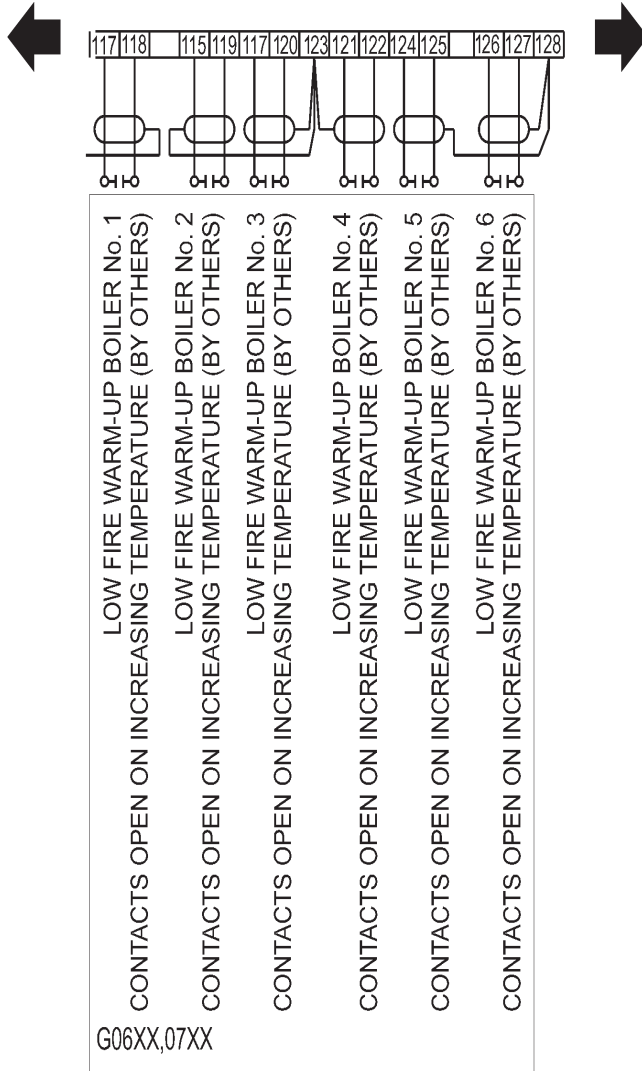 117 118 115 119 117 120 123 121 122 124 125 126 127 128
LOW FIRE WARM-UP BOILER No. 1
CONTACTS OPEN ON INCREASING TEMPERATURE (BY OTHERS)
LOW FIRE WARM-UP BOILER No. 2
CONTACTS OPEN ON INCREASING TEMPERATURE (BY OTHERS)
LOW FIRE WARM-UP BOILER No. 3
CONTACTS OPEN ON INCREASING TEMPERATURE (BY OTHERS)
LOW FIRE WARM-UP BOILER No. 4
CONTACTS OPEN ON INCREASING TEMPERATURE (BY OTHERS)
LOW FIRE WARM-UP BOILER No. 5
CONTACTS OPEN ON INCREASING TEMPERATURE (BY OTHERS)
LOW FIRE WARM-UP BOILER No. 6
CONTACTS OPEN ON INCREASING TEMPERATURE (BY OTHERS)
G06XX,07XX